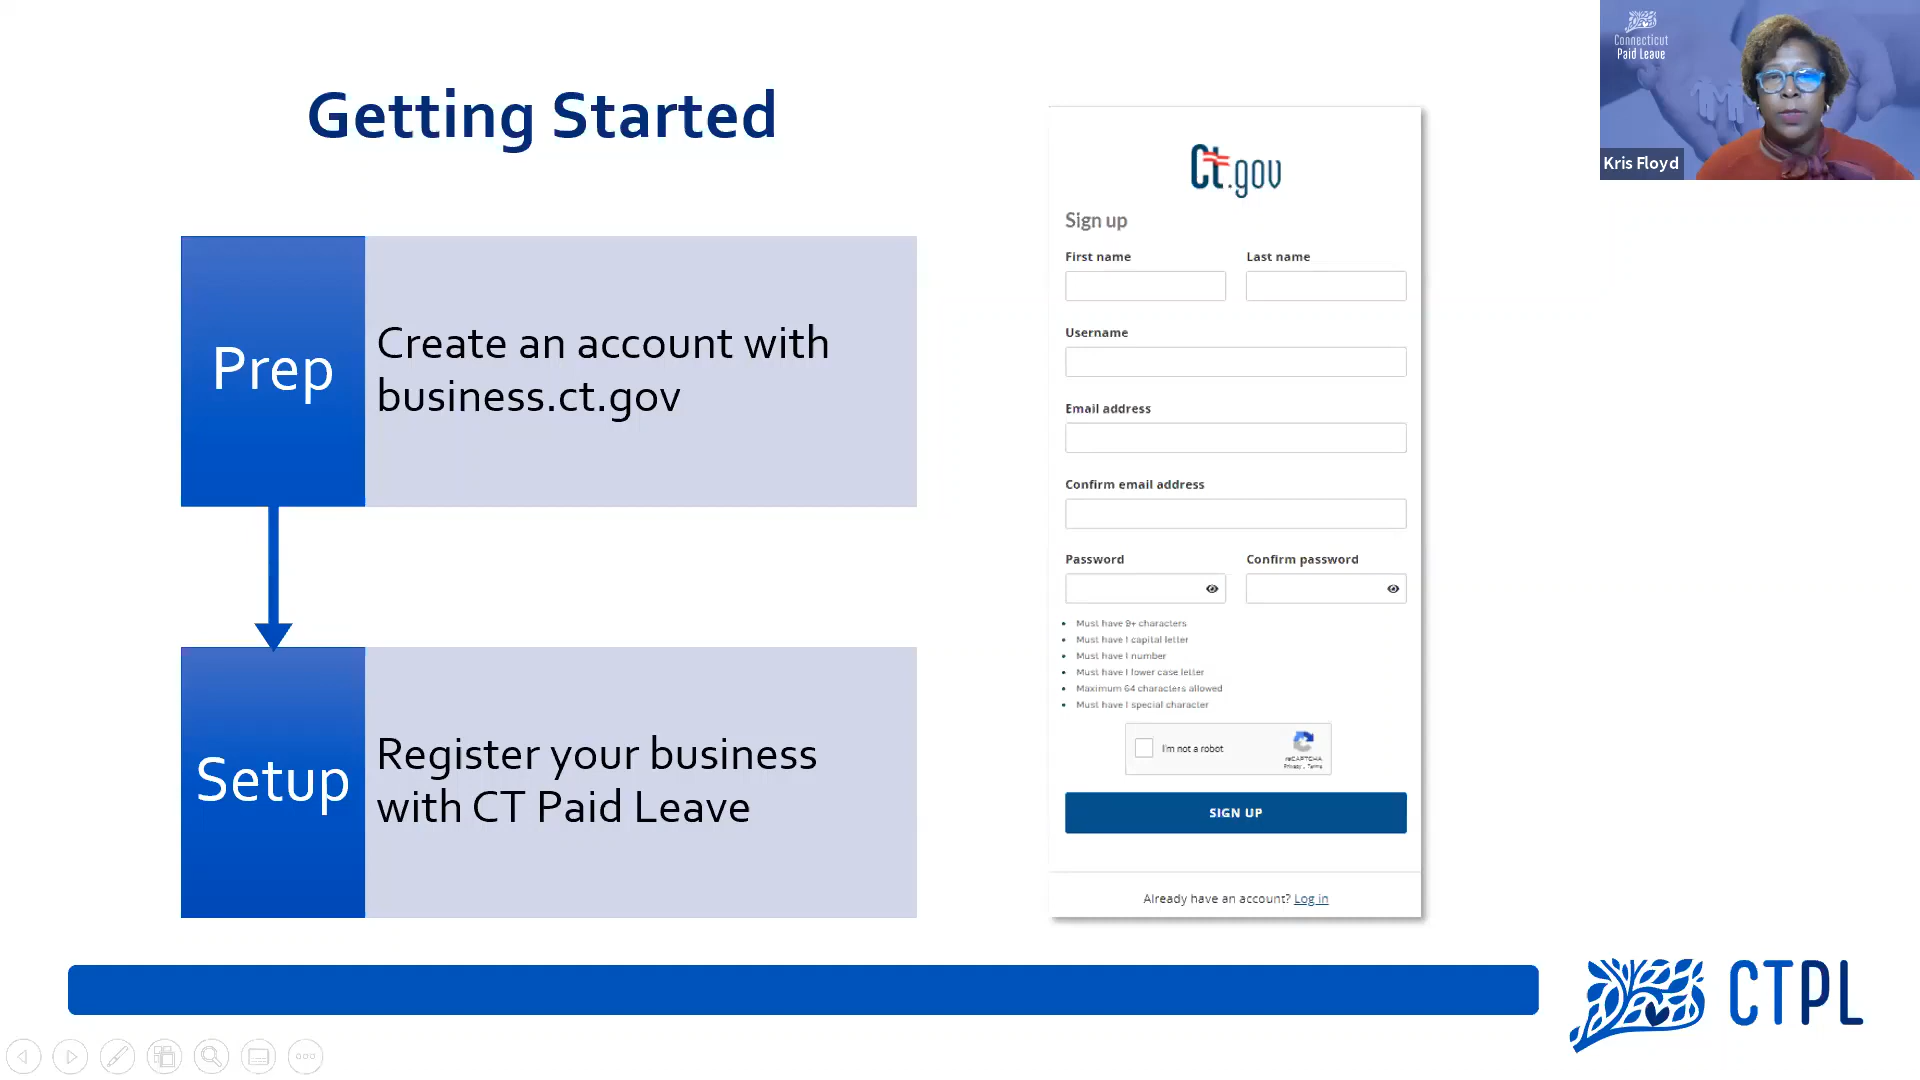 Getting Started
Prep
Create an account with
business.ct.gov
Setup
Register your business
with CT Paid Leave
Ct.gov
Sign up
First name
Last name
Username
Email address
Confirm email address
Password
Confirm password
Must have 9+ characters
Must have 1 capital letter
Must have 1 number
Must have 1 lower case letter
Maximum 64 characters allowed
Must have 1 special character
I'm not a robot
reCAPTCHA
Privacy - Terms
SIGN UP
Already have an account? Log in
Connecticut
Paid Leave
Kris Floyd
CTPL